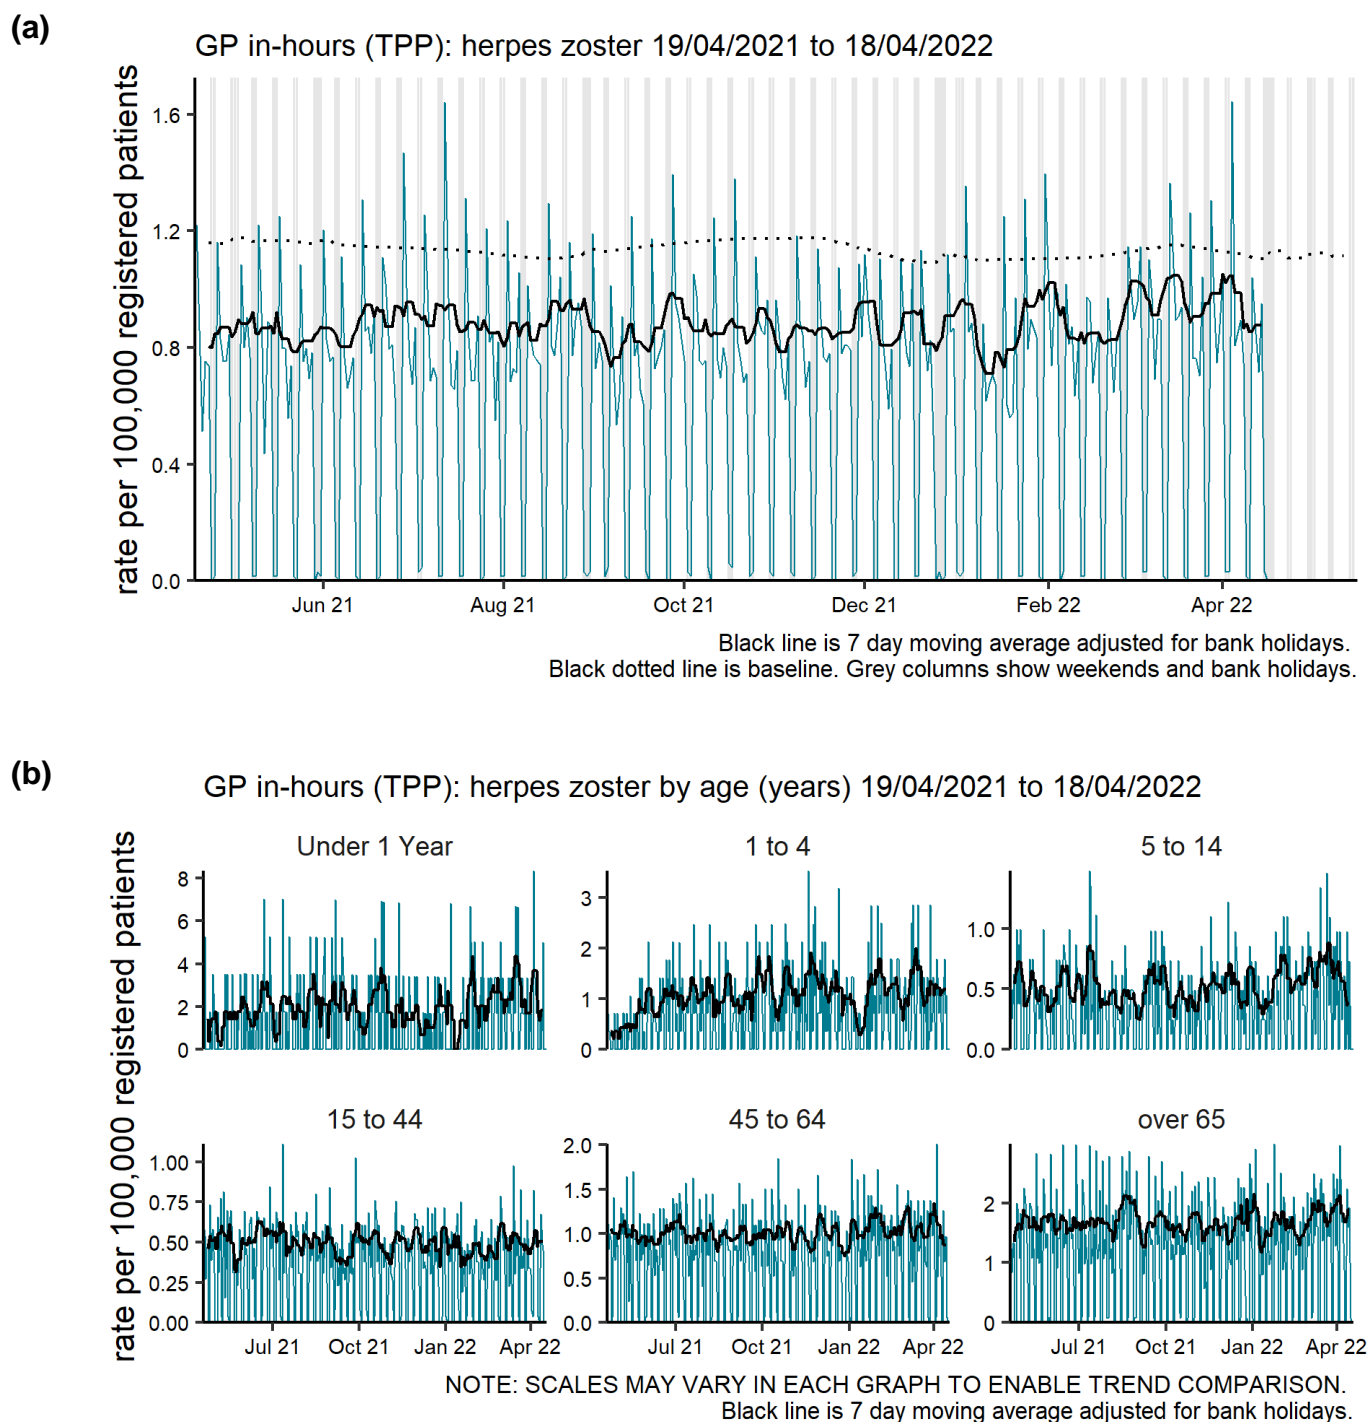 (a)
GP in-hours (TPP): herpes zoster 19/04/2021 to 18/04/2022
rate per 100,000 registered patients
1.6
1.2
0.8
0.4
0.0
Jun 21 Aug 21 Oct 21 Dec 21 Feb 22 Apr 22
Black line is 7 day moving average adjusted for bank holidays.
Black dotted line is baseline. Grey columns show weekends and bank holidays.
(b)
GP in-hours (TPP): herpes zoster by age (years) 19/04/2021 to 18/04/2022
rate per 100,000 registered patients
Under 1 Year
8
6
4
2
0
1 to 4
3
2
1
0
5 to 14
1.0
0.5
0.0
15 to 44
1.00
0.75
0.50
0.25
0.00
Jul 21 Oct 21 Jan 22 Apr 22
45 to 64
2.0
1.5
1.0
0.5
0.0
Jul 21 Oct 21 Jan 22 Apr 22
over 65
2
1
0
Jul 21 Oct 21 Jan 22 Apr 22
NOTE: SCALES MAY VARY IN EACH GRAPH TO ENABLE TREND COMPARISON.
Black line is 7 day moving average adjusted for bank holidays.